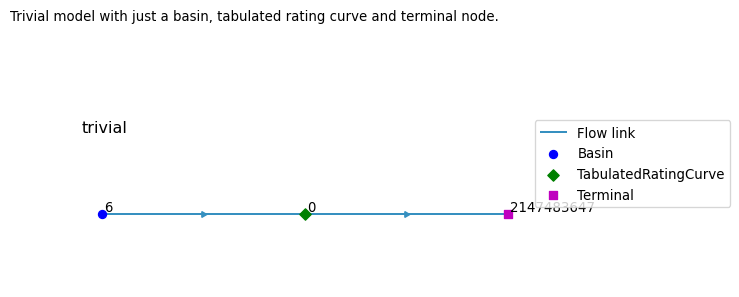 Trivial model with just a basin, tabulated rating curve and terminal node.
trivial
Flow link
Basin
TabulatedRatingCurve
Terminal
6
0
2147483647